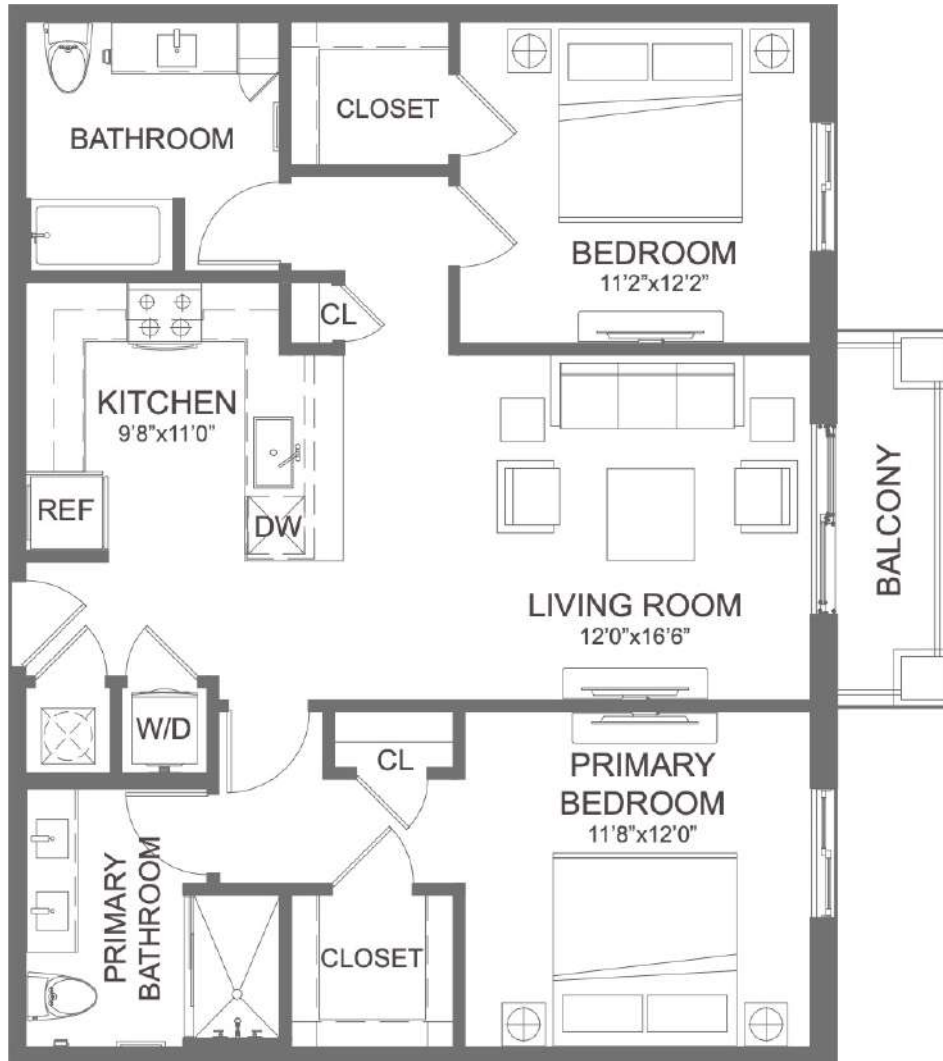 BATHROOM
CLOSET
BEDROOM
11'2"x12'2"
CL
KITCHEN
9'8"x11'0"
REF
DW
LIVING ROOM
12'0"x16'6"
BALCONY
W/D
CL
PRIMARY
BEDROOM
11'8"x12'0"
PRIMARY
BATHROOM
CLOSET